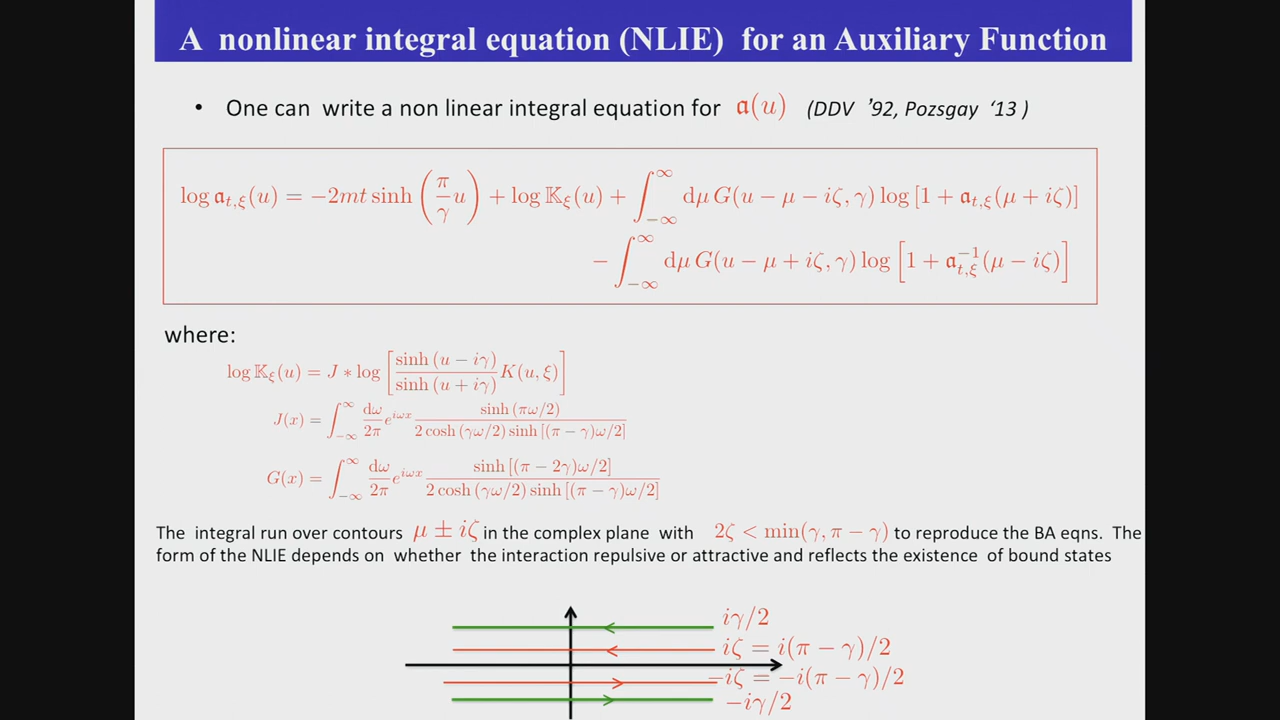 A nonlinear integral equation (NLIE) for an Auxiliary Function
• One can write a non linear integral equation for 𝔞(u) (DDV ’92, Pozsgay ‘13 )
log 𝔞_{t,ξ}(u) = −2mt sinh (π/γ u) + log 𝕂_ξ(u) + ∫_{−∞}^{∞} dμ G(u − μ − iζ, γ) log [1 + 𝔞_{t,ξ}(μ + iζ)]
− ∫_{−∞}^{∞} dμ G(u − μ + iζ, γ) log [1 + 𝔞_{t,ξ}^{−1}(μ − iζ)]
where:
log 𝕂_ξ(u) = J ∗ log [sinh (u − iγ) / sinh (u + iγ) K(u, ξ)]
J(x) = ∫_{−∞}^{∞} dω/2π e^{iωx} sinh (πω/2) / 2 cosh (γω/2) sinh [(π − γ)ω/2]
G(x) = ∫_{−∞}^{∞} dω/2π e^{iωx} sinh [(π − 2γ)ω/2] / 2 cosh (γω/2) sinh [(π − γ)ω/2]
The integral run over contours μ ± iζ in the complex plane with 2ζ < min(γ, π − γ) to reproduce the BA eqns. The
form of the NLIE depends on whether the interaction repulsive or attractive and reflects the existence of bound states
iγ/2
iζ = i(π − γ)/2
−iζ = −i(π − γ)/2
−iγ/2